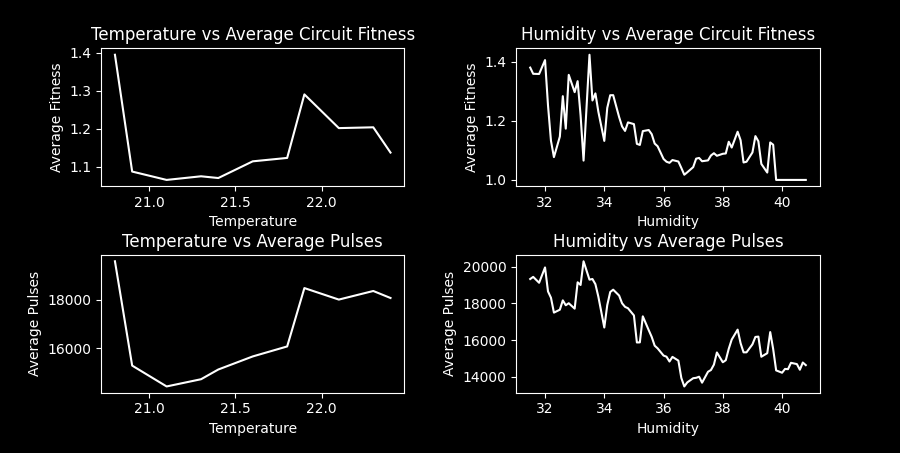 Temperature vs Average Circuit Fitness
1.4
1.3
1.2
1.1
Average Fitness
21.0 21.5 22.0
Temperature
Humidity vs Average Circuit Fitness
1.4
1.2
1.0
Average Fitness
32 34 36 38 40
Humidity
Temperature vs Average Pulses
18000
16000
Average Pulses
21.0 21.5 22.0
Temperature
Humidity vs Average Pulses
20000
18000
16000
14000
Average Pulses
32 34 36 38 40
Humidity